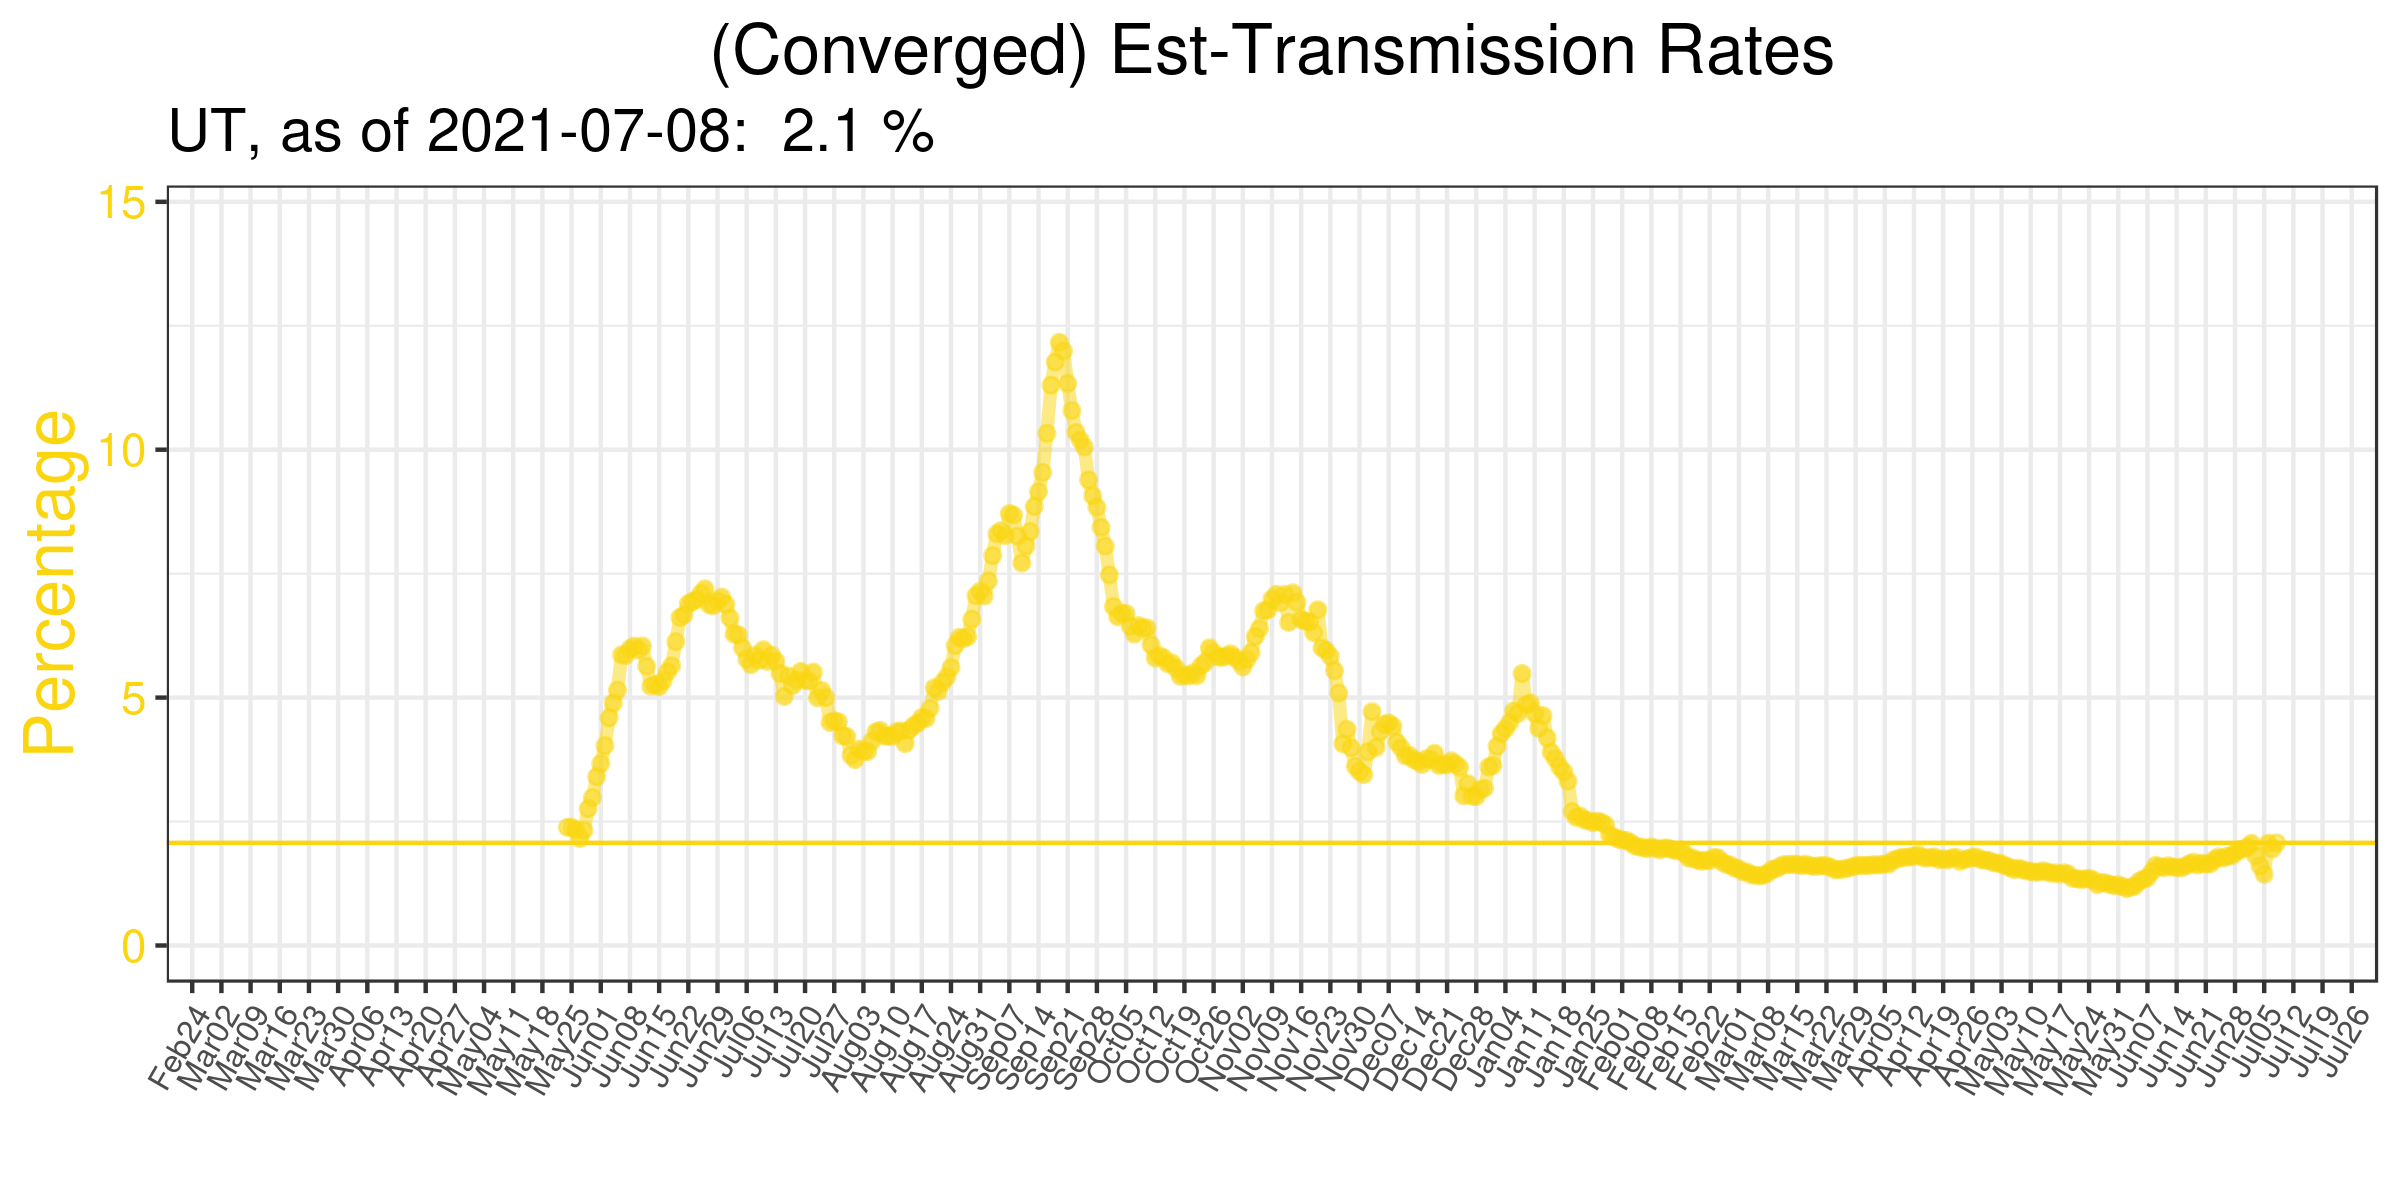 (Converged) Est-Transmission Rates
UT, as of 2021-07-08:  2.1 %
Percentage
15
10
5
0
Feb24
Mar02
Mar09
Mar16
Mar23
Mar30
Apr06
Apr13
Apr20
Apr27
May04
May11
May18
May25
Jun01
Jun08
Jun15
Jun22
Jun29
Jul06
Jul13
Jul20
Jul27
Aug03
Aug10
Aug17
Aug24
Aug31
Sep07
Sep14
Sep21
Sep28
Oct05
Oct12
Oct19
Oct26
Nov02
Nov09
Nov16
Nov23
Nov30
Dec07
Dec14
Dec21
Dec28
Jan04
Jan11
Jan18
Jan25
Feb01
Feb08
Feb15
Feb22
Mar01
Mar08
Mar15
Mar22
Mar29
Apr05
Apr12
Apr19
Apr26
May03
May10
May17
May24
May31
Jun07
Jun14
Jun21
Jun28
Jul05
Jul12
Jul19
Jul26